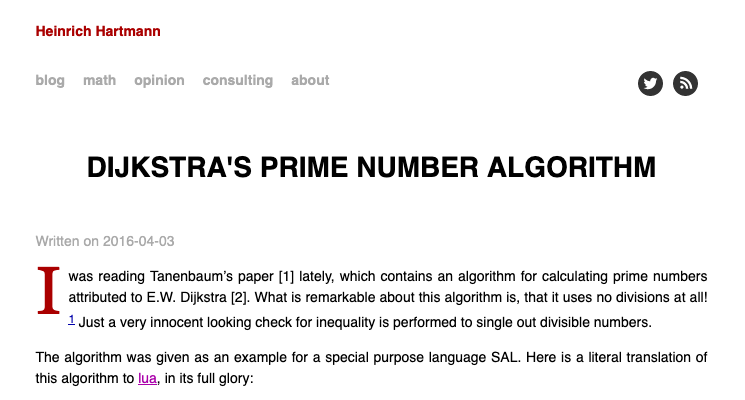 Heinrich Hartmann
blog math opinion consulting about
DIJKSTRA'S PRIME NUMBER ALGORITHM
Written on 2016-04-03
I was reading Tanenbaum’s paper [1] lately, which contains an algorithm for calculating prime numbers
attributed to E.W. Dijkstra [2]. What is remarkable about this algorithm is, that it uses no divisions at all!
1 Just a very innocent looking check for inequality is performed to single out divisible numbers.
The algorithm was given as an example for a special purpose language SAL. Here is a literal translation of
this algorithm to lua, in its full glory: